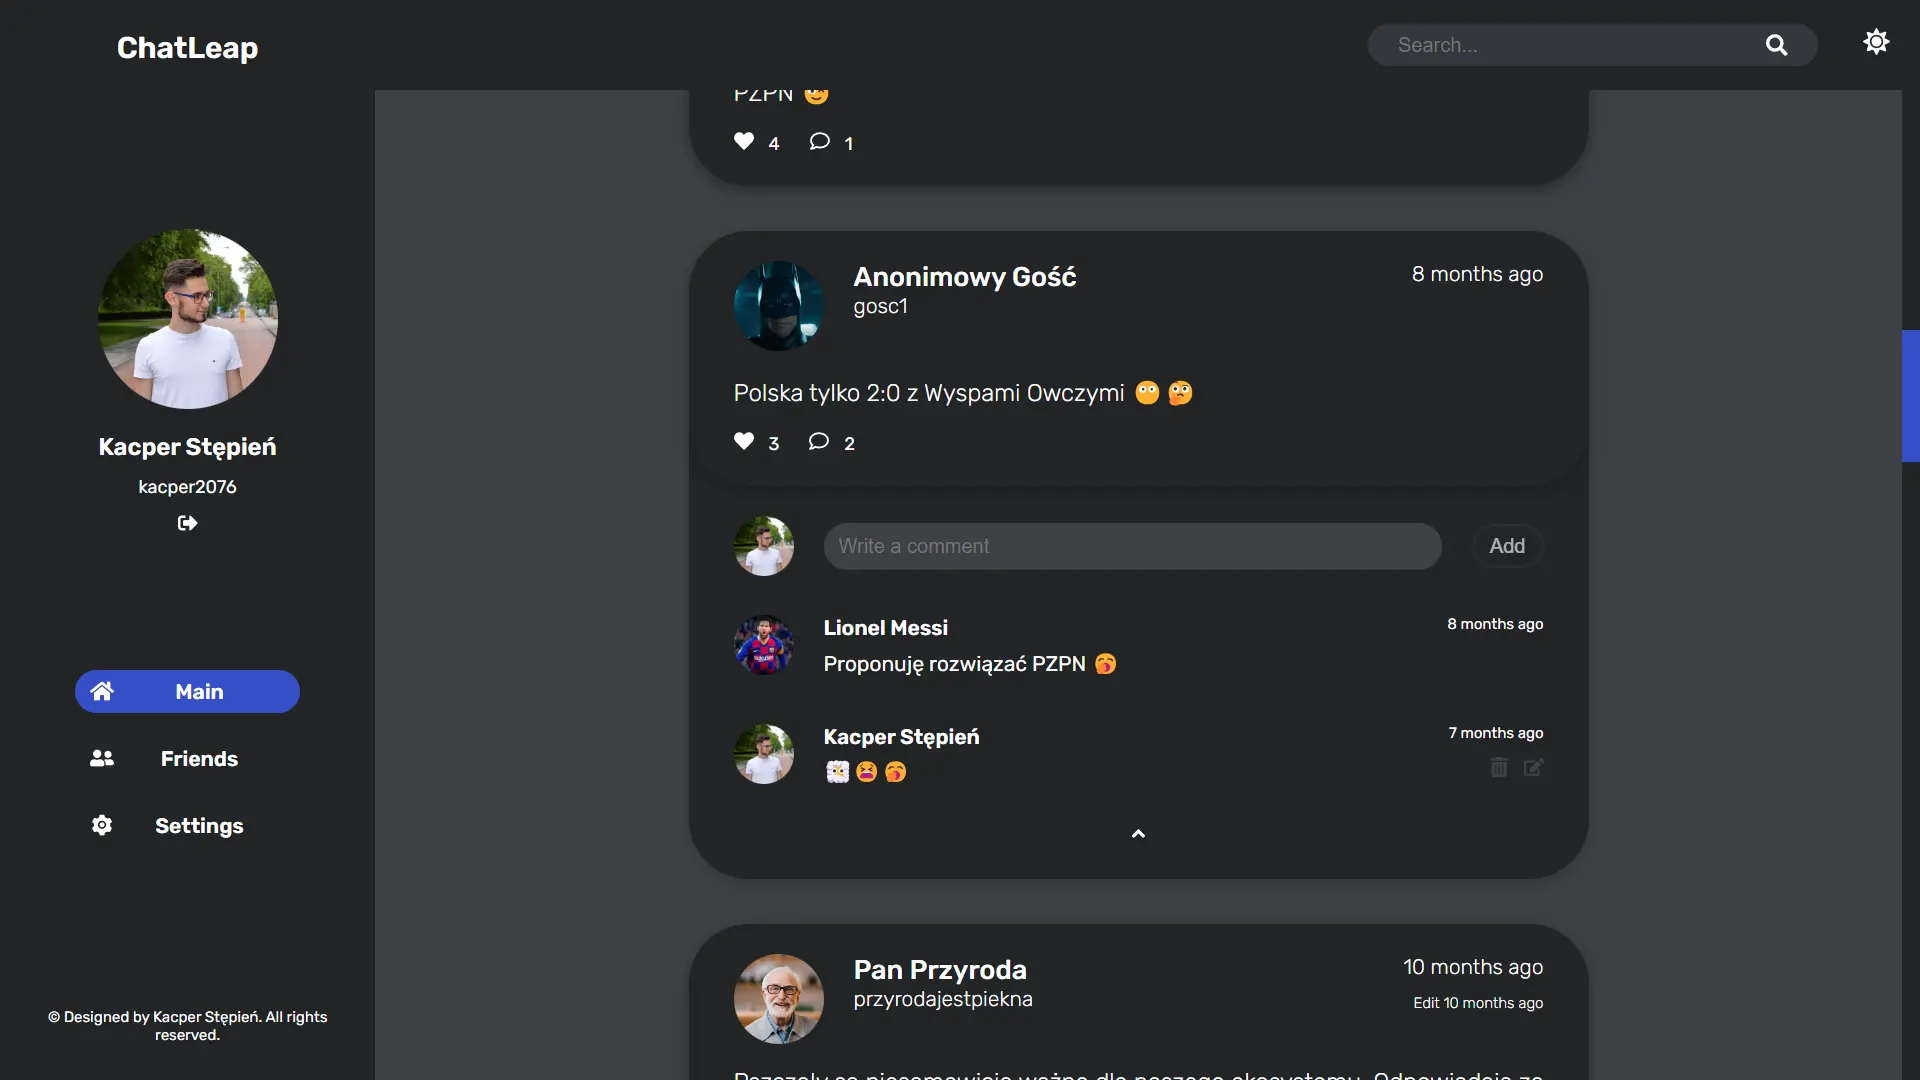 ChatLeap
Search...
PZPN 
4 1
Kacper Stępień
kacper2076
Main
Friends
Settings
© Designed by Kacper Stępień. All rights
reserved.
Anonimowy Gość
8 months ago
gosc1
Polska tylko 2:0 z Wyspami Owczymi 😶🤔
3 2
Write a comment
Add
Lionel Messi
8 months ago
Proponuję rozwiązać PZPN 🥱
Kacper Stępień
7 months ago
😫🥱
Pan Przyroda
10 months ago
przyrodajestpiekna
Edit 10 months ago